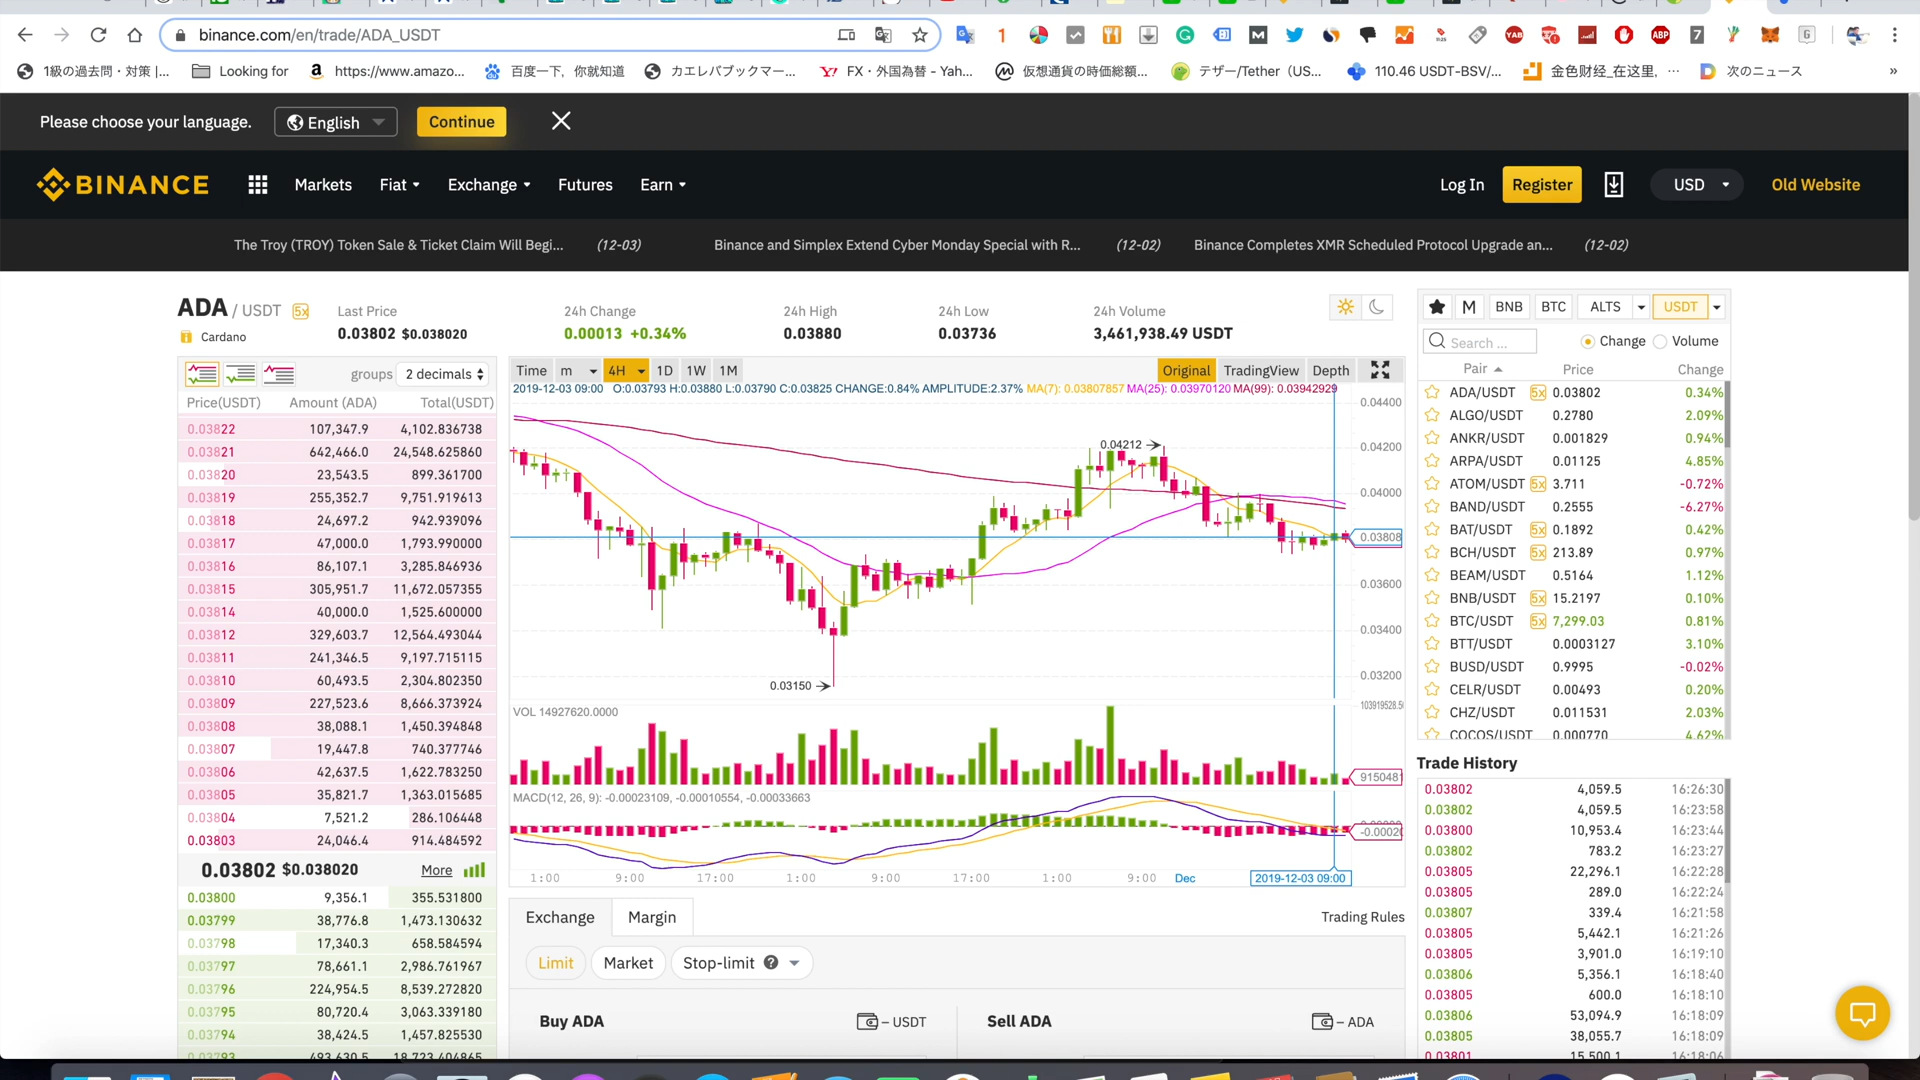 binance.com/en/trade/ADA_USDT
1級の過去問・対策 |... Looking for https://www.amazo... 百度一下，你就知道 カエレバブックマー... FX・外国為替 - Yah... 仮想通貨の時価総額... テザー/Tether（US... 110.46 USDT-BSV/... 金色财经_在这里，... 次のニュース »
Please choose your language. English Continue
BINANCE Markets Fiat Exchange Futures Earn Log In Register USD Old Website
The Troy (TROY) Token Sale & Ticket Claim Will Begi... (12-03) Binance and Simplex Extend Cyber Monday Special with R... (12-02) Binance Completes XMR Scheduled Protocol Upgrade an... (12-02)
ADA / USDT 5x
Cardano
Last Price
0.03802 $0.038020
24h Change
0.00013 +0.34%
24h High
0.03880
24h Low
0.03736
24h Volume
3,461,938.49 USDT
groups 2 decimals
Price(USDT) Amount (ADA) Total(USDT)
0.03822 107,347.9 4,102.836738
0.03821 642,466.0 24,548.625860
0.03820 23,543.5 899.361700
0.03819 255,352.7 9,751.919613
0.03818 24,697.2 942.939096
0.03817 47,000.0 1,793.990000
0.03816 86,107.1 3,285.846936
0.03815 305,951.7 11,672.057355
0.03814 40,000.0 1,525.600000
0.03812 329,603.7 12,564.493044
0.03811 241,346.5 9,197.715115
0.03810 60,493.5 2,304.802350
0.03809 227,523.6 8,666.373924
0.03808 38,088.1 1,450.394848
0.03807 19,447.8 740.377746
0.03806 42,637.5 1,622.783250
0.03805 35,821.7 1,363.015685
0.03804 7,521.2 286.106448
0.03803 24,046.4 914.484592
0.03802 $0.038020 More
0.03800 9,356.1 355.531800
0.03799 38,776.8 1,473.130632
0.03798 17,340.3 658.584594
0.03797 78,661.1 2,986.761967
0.03796 224,954.5 8,539.272820
0.03795 80,720.4 3,063.339180
0.03794 38,424.5 1,457.825530
0.03793 493,630.5 18,723.404865
Time m 4H 1D 1W 1M Original TradingView Depth
2019-12-03 09:00 O:0.03793 H:0.03880 L:0.03790 C:0.03825 CHANGE:0.84% AMPLITUDE:2.37% MA(7): 0.03807857 MA(25): 0.03970120 MA(99): 0.03942929
0.04400
0.04212
0.04200
0.04000
0.03808
0.03600
0.03400
0.03200
0.03150
VOL 14927620.0000
103919528.5
915048
MACD(12, 26, 9): -0.00023109, -0.00010554, -0.00033663
-0.0002
1:00 9:00 17:00 1:00 9:00 17:00 1:00 9:00 Dec 2019-12-03 09:00
Exchange Margin Trading Rules
Limit Market Stop-limit ?
Buy ADA – USDT Sell ADA – ADA
M BNB BTC ALTS USDT
Search ... Change Volume
Pair Price Change
ADA/USDT 5x 0.03802 0.34%
ALGO/USDT 0.2780 2.09%
ANKR/USDT 0.001829 0.94%
ARPA/USDT 0.01125 4.85%
ATOM/USDT 5x 3.711 -0.72%
BAND/USDT 0.2555 -6.27%
BAT/USDT 5x 0.1892 0.42%
BCH/USDT 5x 213.89 0.97%
BEAM/USDT 0.5164 1.12%
BNB/USDT 5x 15.2197 0.10%
BTC/USDT 5x 7,299.03 0.81%
BTT/USDT 0.0003127 3.10%
BUSD/USDT 0.9995 -0.02%
CELR/USDT 0.00493 0.20%
CHZ/USDT 0.011531 2.03%
COCOS/USDT 0.000770 4.62%
Trade History
0.03802 4,059.5 16:26:30
0.03802 4,059.5 16:23:58
0.03800 10,953.4 16:23:44
0.03802 783.2 16:23:27
0.03805 22,296.1 16:22:28
0.03805 289.0 16:22:24
0.03807 339.4 16:21:58
0.03805 5,442.1 16:21:26
0.03805 3,901.0 16:19:10
0.03806 5,356.1 16:18:40
0.03805 600.0 16:18:10
0.03806 53,094.9 16:18:09
0.03805 38,055.7 16:18:09
0.03801 15,500.1 16:18:06